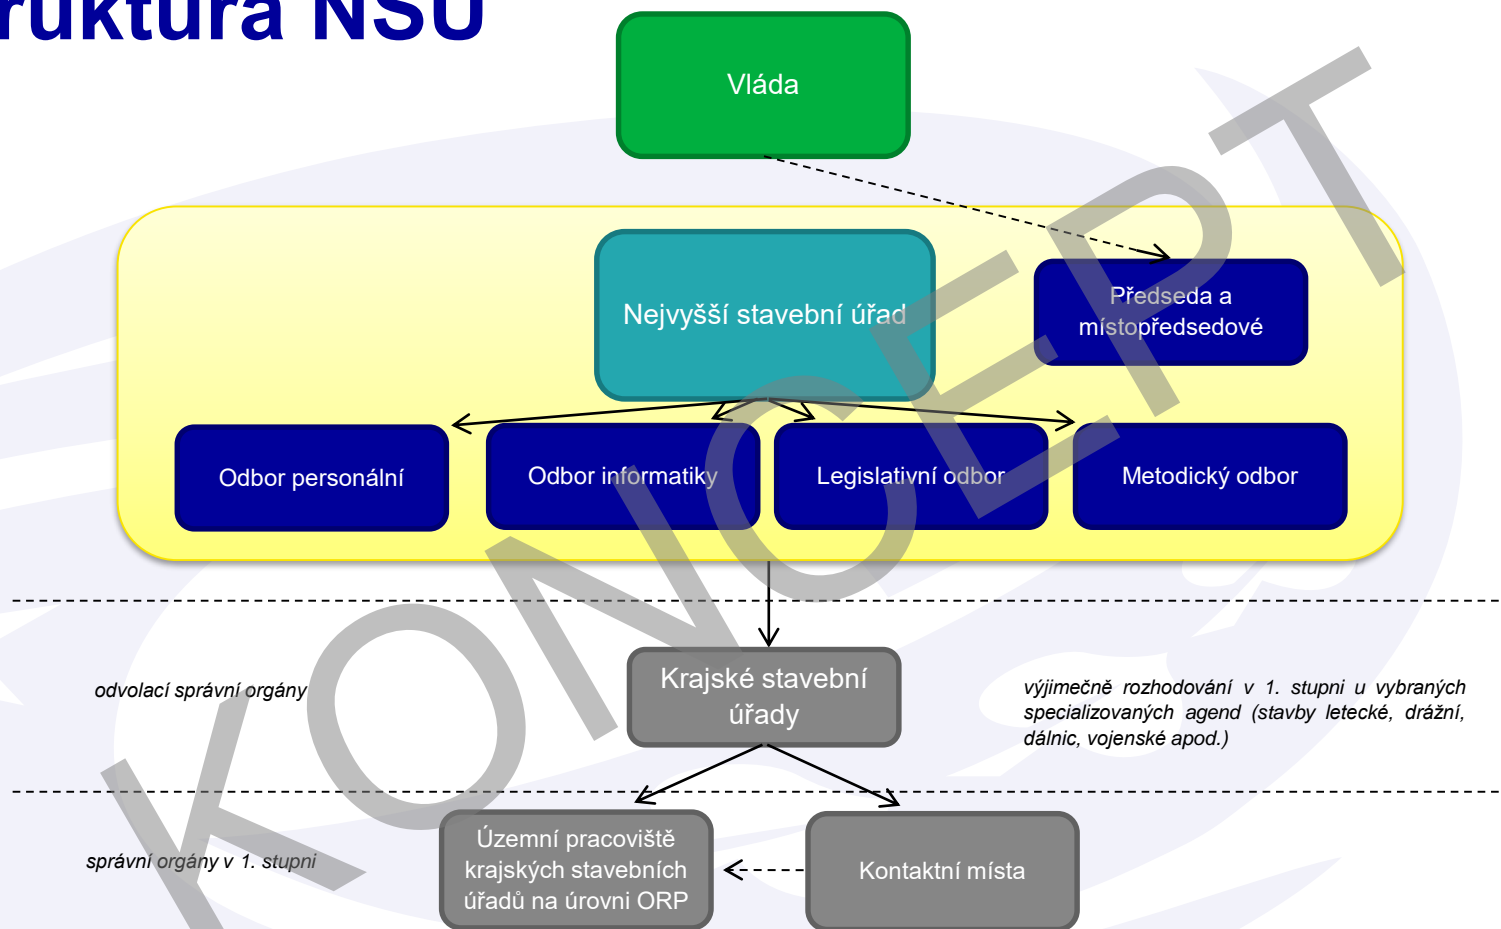 ruktura NSÚ
Vláda
Nejvyšší stavební úřad
Předseda a
místopředsedové
Odbor personální
Odbor informatiky
Legislativní odbor
Metodický odbor
odvolací správní orgány
Krajské stavební
úřady
výjimečně rozhodování v 1. stupni u vybraných
specializovaných agend (stavby letecké, drážní,
dálnic, vojenské apod.)
správní orgány v 1. stupni
Územní pracoviště
krajských stavebních
úřadů na úrovni ORP
Kontaktní místa
KONCEPT